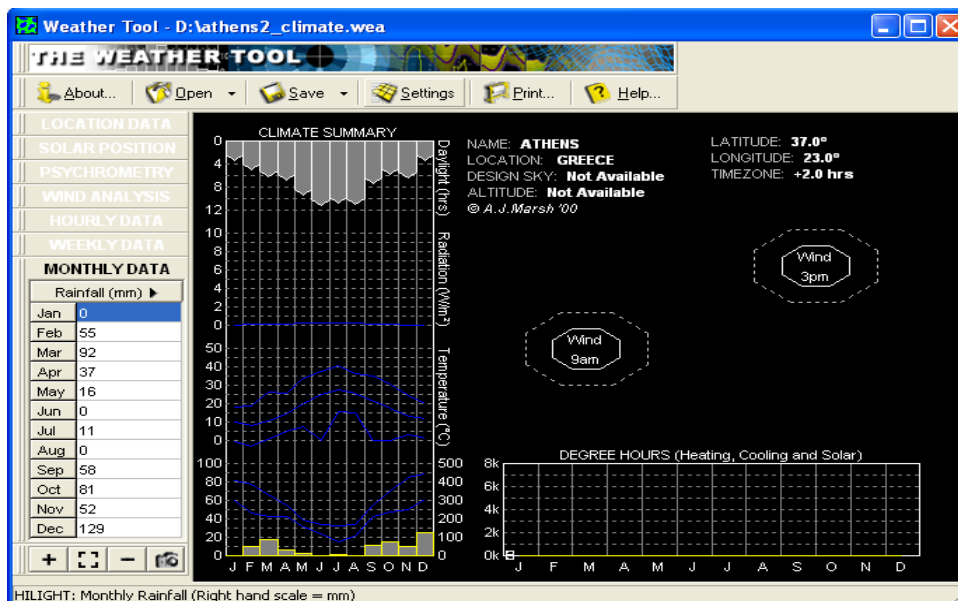 Weather Tool - D:\athens2_climate.wea
THE WEATHER TOOL
About... Open Save Settings Print... Help...
LOCATION DATA
SOLAR POSITION
PSYCHROMETRY
WIND ANALYSIS
HOURLY DATA
WEEKLY DATA
MONTHLY DATA
Rainfall (mm)
Jan 0
Feb 55
Mar 92
Apr 37
May 16
Jun 0
Jul 11
Aug 0
Sep 58
Oct 81
Nov 52
Dec 129
CLIMATE SUMMARY
0
4
8
12
Daylight (hrs)
10
8
6
4
2
0
Radiation (W/m²)
50
40
30
20
10
0
Temperature (°C)
100 500
80 400
60 300
40 200
20 100
0 0
J F M A M J J A S O N D
NAME: ATHENS
LOCATION: GREECE
DESIGN SKY: Not Available
ALTITUDE: Not Available
© A.J.Marsh '00
LATITUDE: 37.0°
LONGITUDE: 23.0°
TIMEZONE: +2.0 hrs
Wind
3pm
Wind
9am
DEGREE HOURS (Heating, Cooling and Solar)
8k
6k
4k
2k
0k
J F M A M J J A S O N D
HILIGHT: Monthly Rainfall (Right hand scale = mm)